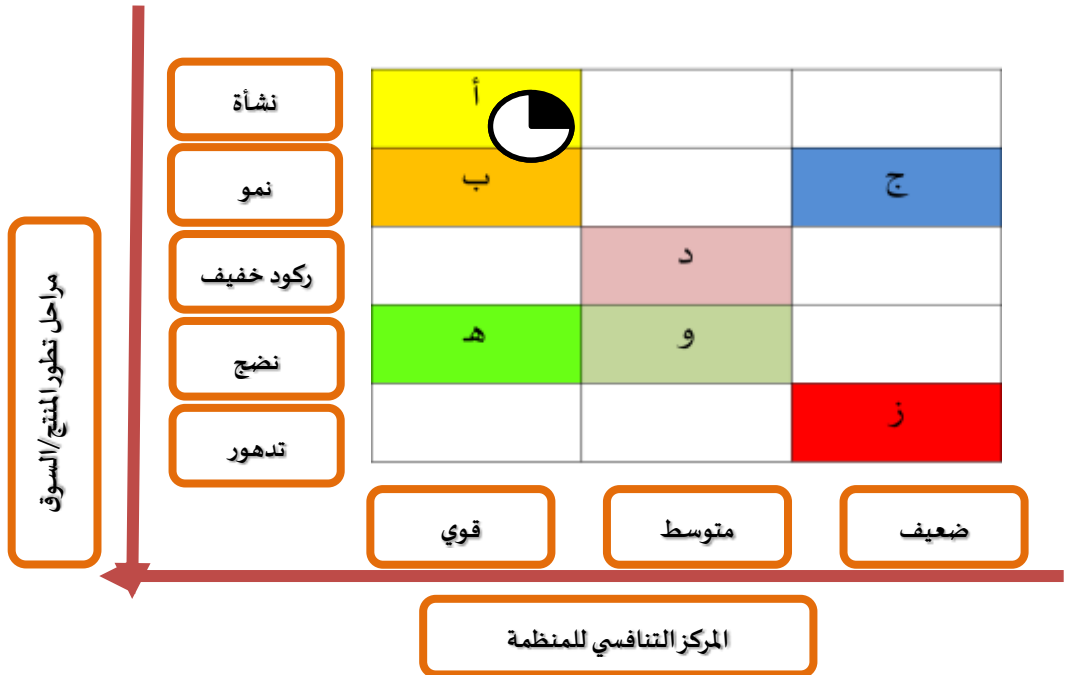 نشأة
أ
نمو
ب
ج
ركود خفيف
د
نضج
هـ
و
تدهور
ز
مراحل تطور المنتج/السوق
ضعيف
متوسط
قوي
المركز التنافسي للمنظمة